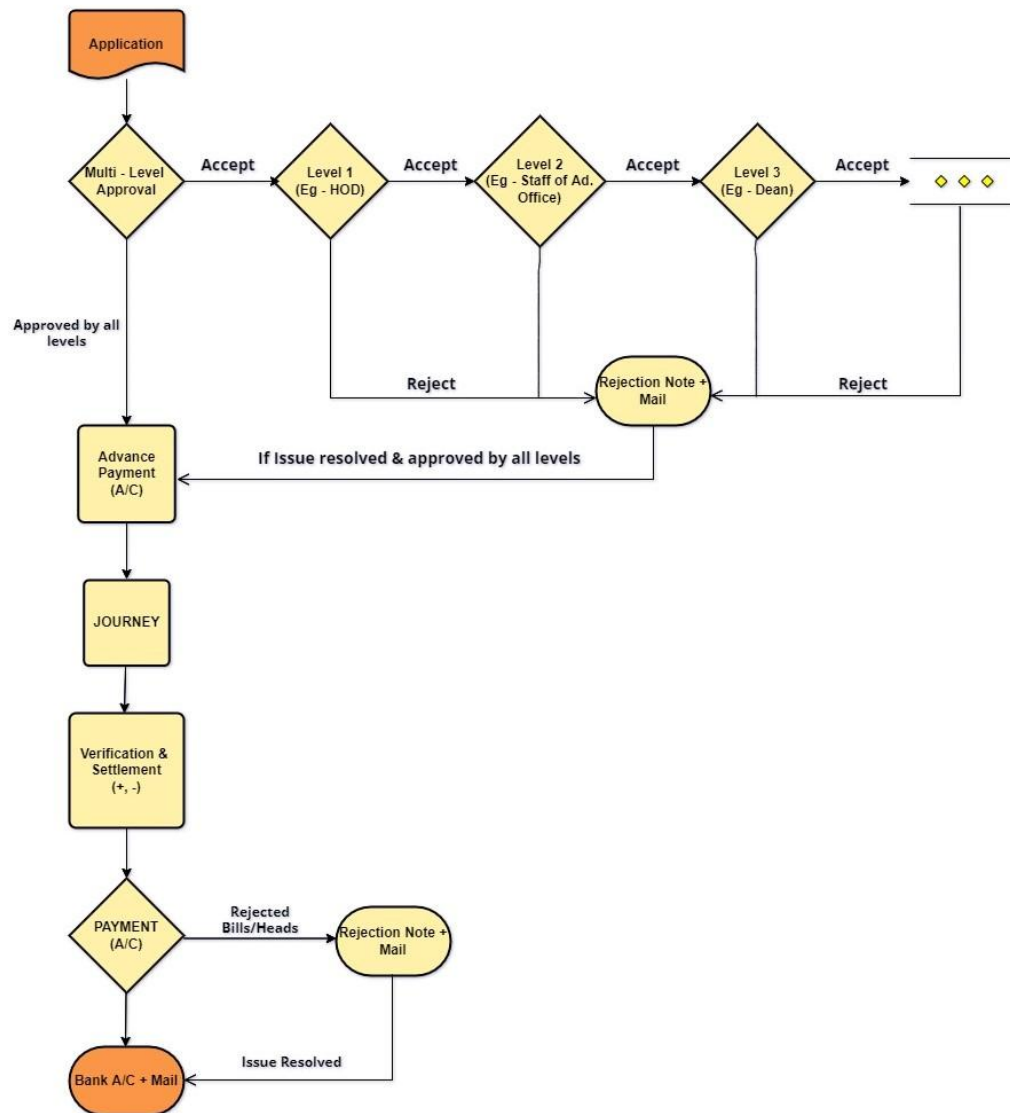 Application
Multi - Level
Approval
Accept
Level 1
(Eg - HOD)
Accept
Level 2
(Eg - Staff of Ad.
Office)
Accept
Level 3
(Eg - Dean)
Accept
Approved by all
levels
Reject
Rejection Note +
Mail
Reject
If Issue resolved & approved by all levels
Advance
Payment
(A/C)
JOURNEY
Verification &
Settlement
(+, -)
PAYMENT
(A/C)
Rejected
Bills/Heads
Rejection Note +
Mail
Issue Resolved
Bank A/C + Mail